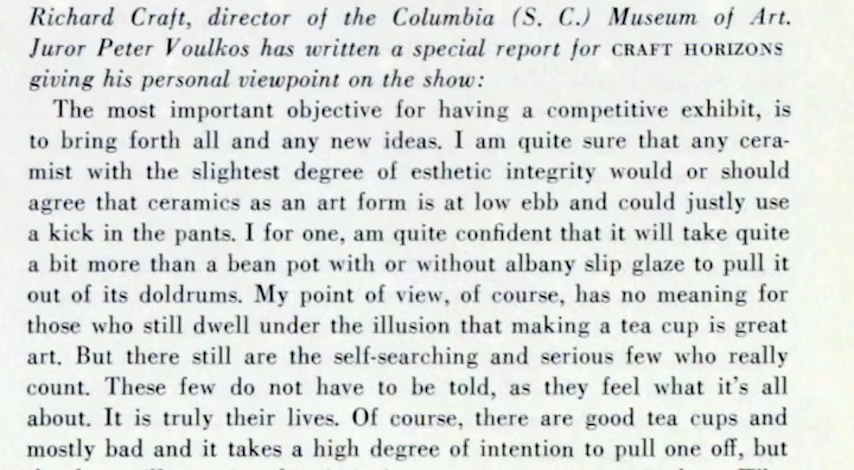 Richard Craft, director of the Columbia (S. C.) Museum of Art.
Juror Peter Voulkos has written a special report for CRAFT HORIZONS
giving his personal viewpoint on the show:
The most important objective for having a competitive exhibit, is
to bring forth all and any new ideas. I am quite sure that any cera-
mist with the slightest degree of esthetic integrity would or should
agree that ceramics as an art form is at low ebb and could justly use
a kick in the pants. I for one, am quite confident that it will take quite
a bit more than a bean pot with or without albany slip glaze to pull it
out of its doldrums. My point of view, of course, has no meaning for
those who still dwell under the illusion that making a tea cup is great
art. But there still are the self-searching and serious few who really
count. These few do not have to be told, as they feel what it's all
about. It is truly their lives. Of course, there are good tea cups and
mostly bad and it takes a high degree of intention to pull one off, but